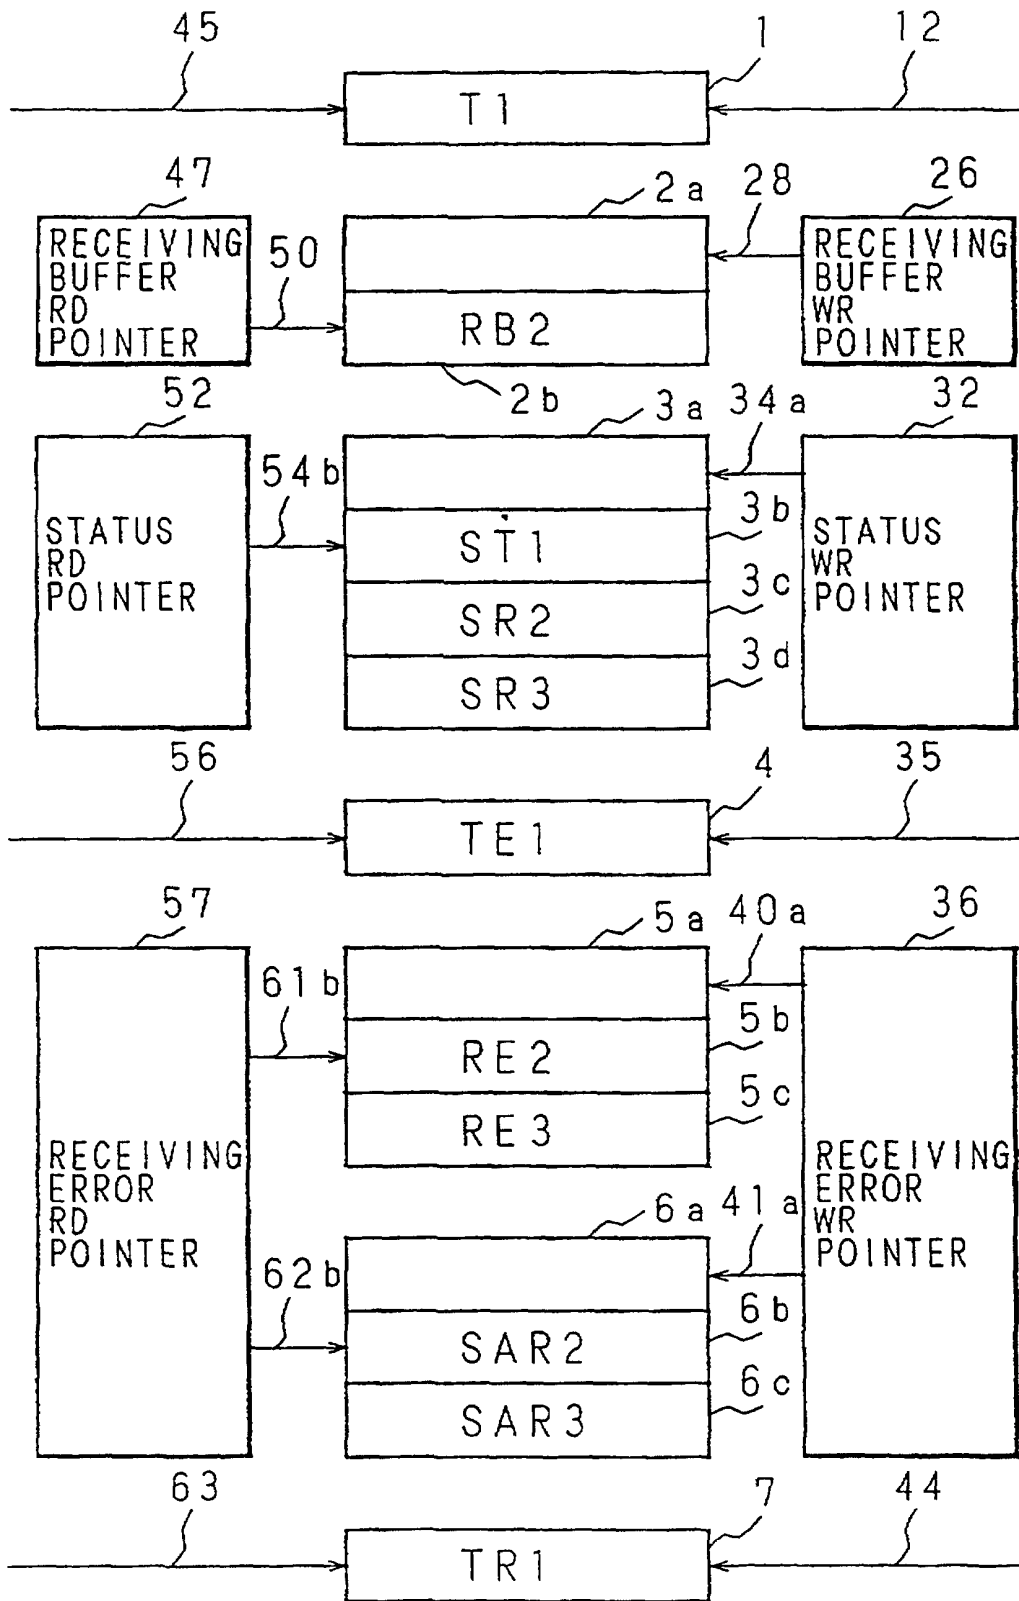 45
1
12
T1
47
2a
28
26
RECEIVING
BUFFER
RD
POINTER
50
RB2
RECEIVING
BUFFER
WR
POINTER
52
2b
3a
34a
32
54b
STATUS
RD
POINTER
ST1
3b
SR2
3c
SR3
3d
STATUS
WR
POINTER
56
4
35
TE1
57
5a
40a
36
61b
RE2
5b
RE3
5c
RECEIVING
ERROR
RD
POINTER
RECEIVING
ERROR
WR
POINTER
6a
41a
62b
SAR2
6b
SAR3
6c
63
7
44
TR1